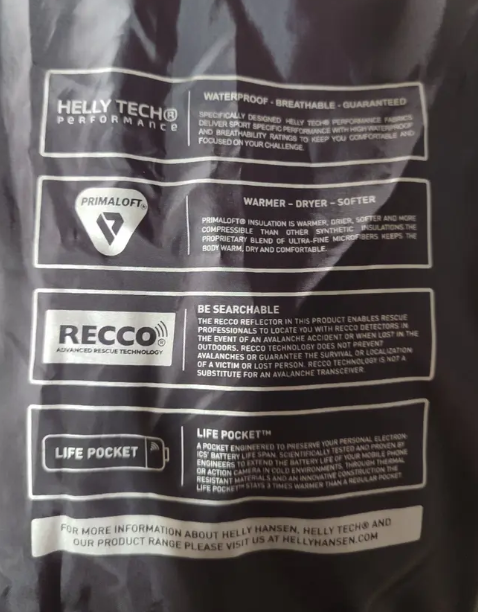 HELLY TECH®
PERFORMANCE
WATERPROOF - BREATHABLE - GUARANTEED
SPECIFICALLY DESIGNED HELLY TECH® PERFORMANCE FABRICS
DELIVER SPORT SPECIFIC PERFORMANCE WITH HIGH WATERPROOF
AND BREATHABILITY RATINGS TO KEEP YOU COMFORTABLE AND
FOCUSED ON YOUR CHALLENGE.
PRIMALOFT®
WARMER - DRYER - SOFTER
PRIMALOFT® INSULATION IS WARMER, DRIER, SOFTER AND MORE
COMPRESSIBLE THAN OTHER SYNTHETIC INSULATIONS. THE
PROPRIETARY BLEND OF ULTRA-FINE MICROFIBERS KEEPS THE
BODY WARM, DRY AND COMFORTABLE.
RECCO®
ADVANCED RESCUE TECHNOLOGY
BE SEARCHABLE
THE RECCO REFLECTOR IN THIS PRODUCT ENABLES RESCUE
PROFESSIONALS TO LOCATE YOU WITH RECCO DETECTORS IN
THE EVENT OF AN AVALANCHE ACCIDENT OR WHEN LOST IN THE
OUTDOORS. RECCO TECHNOLOGY DOES NOT PREVENT
AVALANCHES OR GUARANTEE THE SURVIVAL OR LOCALIZATION
OF A VICTIM OR LOST PERSON. RECCO TECHNOLOGY IS NOT A
SUBSTITUTE FOR AN AVALANCHE TRANSCEIVER.
LIFE POCKET
LIFE POCKET™
A POCKET ENGINEERED TO PRESERVE YOUR PERSONAL ELECTRON-
ICS' BATTERY LIFE SPAN. SCIENTIFICALLY TESTED AND PROVEN BY
ENGINEERS TO EXTEND THE BATTERY LIFE OF YOUR MOBILE PHONE
OR ACTION CAMERA IN COLD ENVIRONMENTS, THROUGH THERMAL
RESISTANT MATERIALS AND AN INNOVATIVE CONSTRUCTION. THE
LIFE POCKET™ STAYS 3 TIMES WARMER THAN A REGULAR POCKET.
FOR MORE INFORMATION ABOUT HELLY HANSEN, HELLY TECH® AND
OUR PRODUCT RANGE PLEASE VISIT US AT HELLYHANSEN.COM